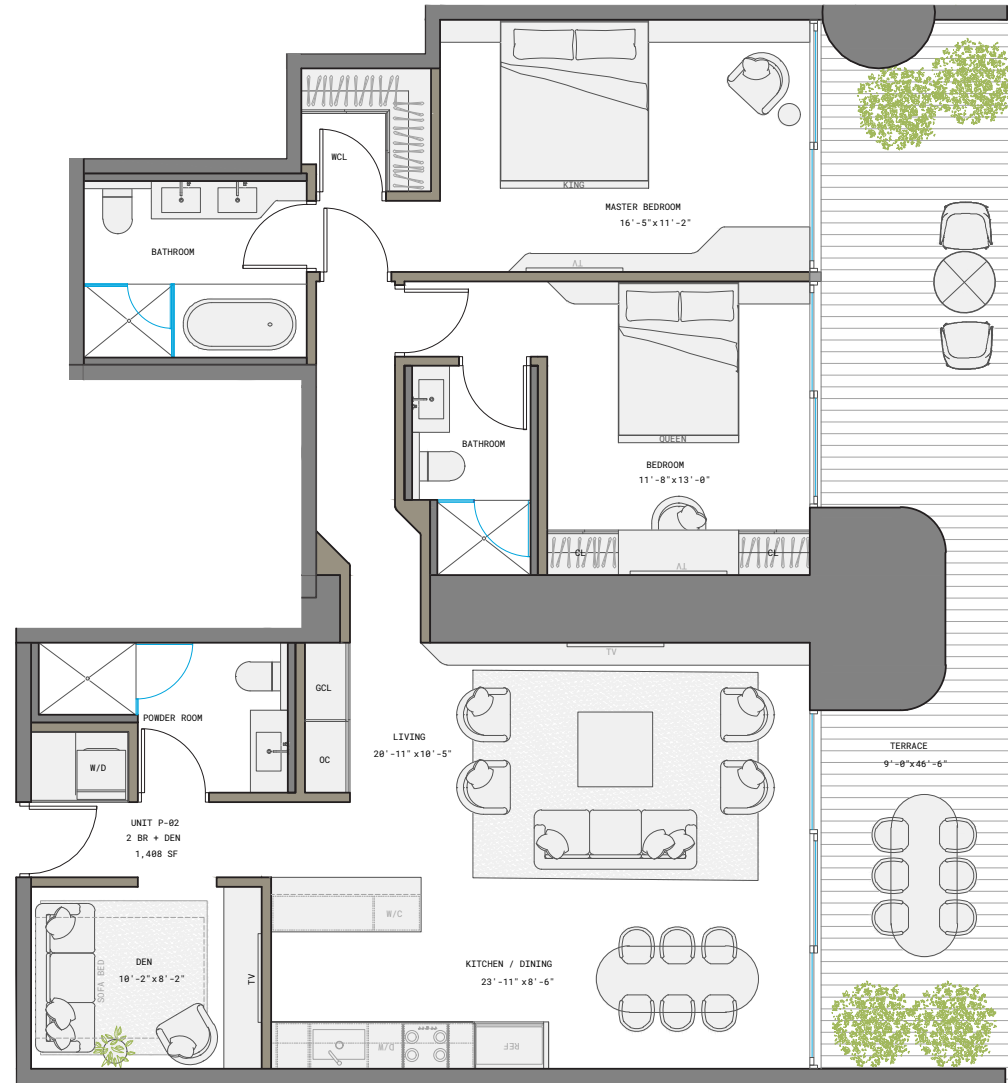 WCL
KING
MASTER BEDROOM
16'-5"x11'-2"
BATHROOM
TV
QUEEN
BATHROOM
BEDROOM
11'-8"x13'-0"
CL
CL
TV
TV
GCL
POWDER ROOM
LIVING
20'-11"x10'-5"
TERRACE
9'-0"x46'-6"
OC
W/D
UNIT P-02
2 BR + DEN
1,408 SF
W/C
DEN
10'-2"x8'-2"
SOFA BED
TV
KITCHEN / DINING
23'-11"x8'-6"
D/W
REF